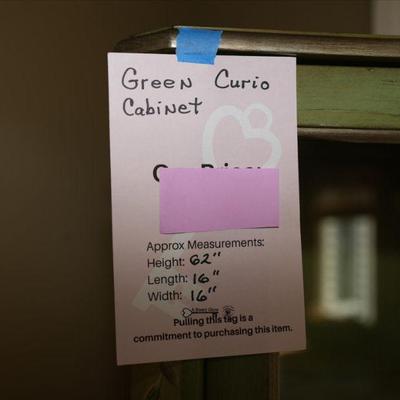 Green Curio
Cabinet
Approx Measurements:
Height: 62"
Length: 16"
Width: 16"
Pulling this tag is a
commitment to purchasing this item.